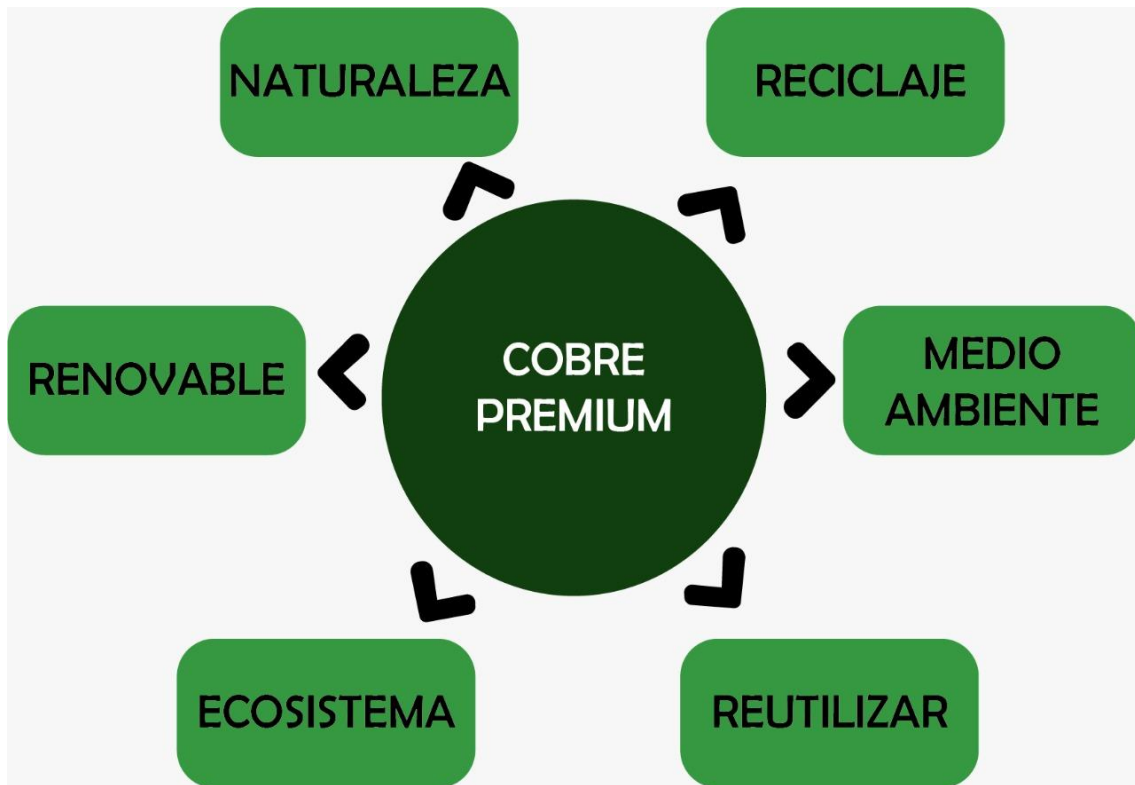 NATURALEZA
RECICLAJE
RENOVABLE
COBRE
PREMIUM
MEDIO
AMBIENTE
ECOSISTEMA
REUTILIZAR